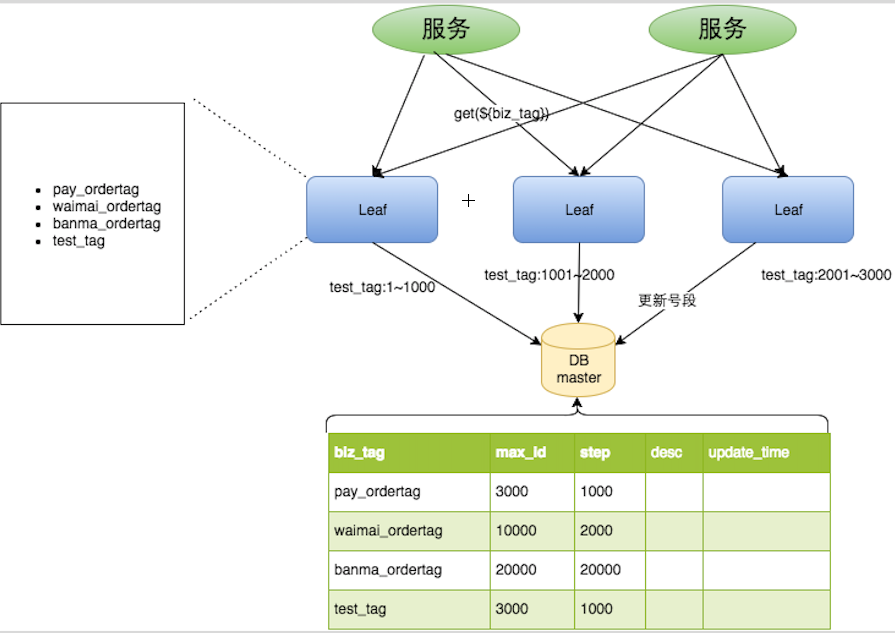 服务
服务
get(${biz_tag})
pay_ordertag
waimai_ordertag
banma_ordertag
test_tag
Leaf
Leaf
Leaf
test_tag:1~1000
test_tag:1001~2000
test_tag:2001~3000
更新号段
DB
master
biz_tag max_id step desc update_time
pay_ordertag 3000 1000
waimai_ordertag 10000 2000
banma_ordertag 20000 20000
test_tag 3000 1000